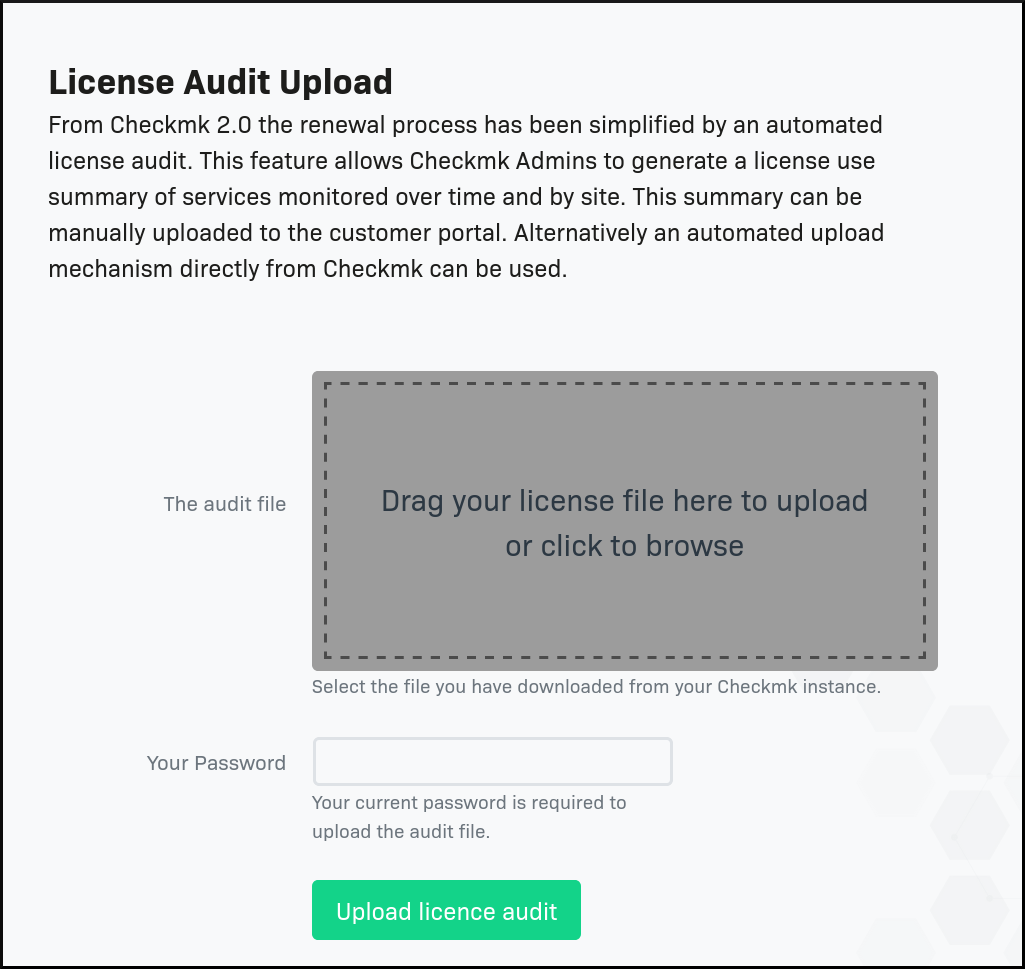 License Audit Upload
From Checkmk 2.0 the renewal process has been simplified by an automated
license audit. This feature allows Checkmk Admins to generate a license use
summary of services monitored over time and by site. This summary can be
manually uploaded to the customer portal. Alternatively an automated upload
mechanism directly from Checkmk can be used.
The audit file
Drag your license file here to upload
or click to browse
Select the file you have downloaded from your Checkmk instance.
Your Password
Your current password is required to
upload the audit file.
Upload licence audit